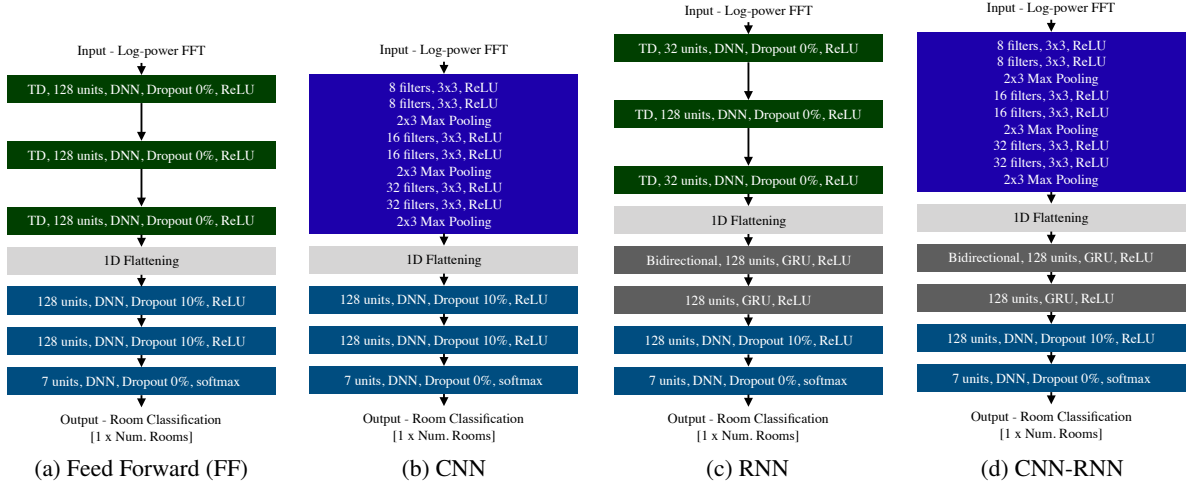 Input - Log-power FFT
TD, 128 units, DNN, Dropout 0%, ReLU
TD, 128 units, DNN, Dropout 0%, ReLU
TD, 128 units, DNN, Dropout 0%, ReLU
1D Flattening
128 units, DNN, Dropout 10%, ReLU
128 units, DNN, Dropout 10%, ReLU
7 units, DNN, Dropout 0%, softmax
Output - Room Classification
[1 x Num. Rooms]
(a) Feed Forward (FF)
Input - Log-power FFT
8 filters, 3x3, ReLU
8 filters, 3x3, ReLU
2x3 Max Pooling
16 filters, 3x3, ReLU
16 filters, 3x3, ReLU
2x3 Max Pooling
32 filters, 3x3, ReLU
32 filters, 3x3, ReLU
2x3 Max Pooling
1D Flattening
128 units, DNN, Dropout 10%, ReLU
128 units, DNN, Dropout 10%, ReLU
7 units, DNN, Dropout 0%, softmax
Output - Room Classification
[1 x Num. Rooms]
(b) CNN
Input - Log-power FFT
TD, 32 units, DNN, Dropout 0%, ReLU
TD, 128 units, DNN, Dropout 0%, ReLU
TD, 32 units, DNN, Dropout 0%, ReLU
1D Flattening
Bidirectional, 128 units, GRU, ReLU
128 units, GRU, ReLU
128 units, DNN, Dropout 10%, ReLU
7 units, DNN, Dropout 0%, softmax
Output - Room Classification
[1 x Num. Rooms]
(c) RNN
Input - Log-power FFT
8 filters, 3x3, ReLU
8 filters, 3x3, ReLU
2x3 Max Pooling
16 filters, 3x3, ReLU
16 filters, 3x3, ReLU
2x3 Max Pooling
32 filters, 3x3, ReLU
32 filters, 3x3, ReLU
2x3 Max Pooling
1D Flattening
Bidirectional, 128 units, GRU, ReLU
128 units, GRU, ReLU
128 units, DNN, Dropout 10%, ReLU
7 units, DNN, Dropout 0%, softmax
Output - Room Classification
[1 x Num. Rooms]
(d) CNN-RNN